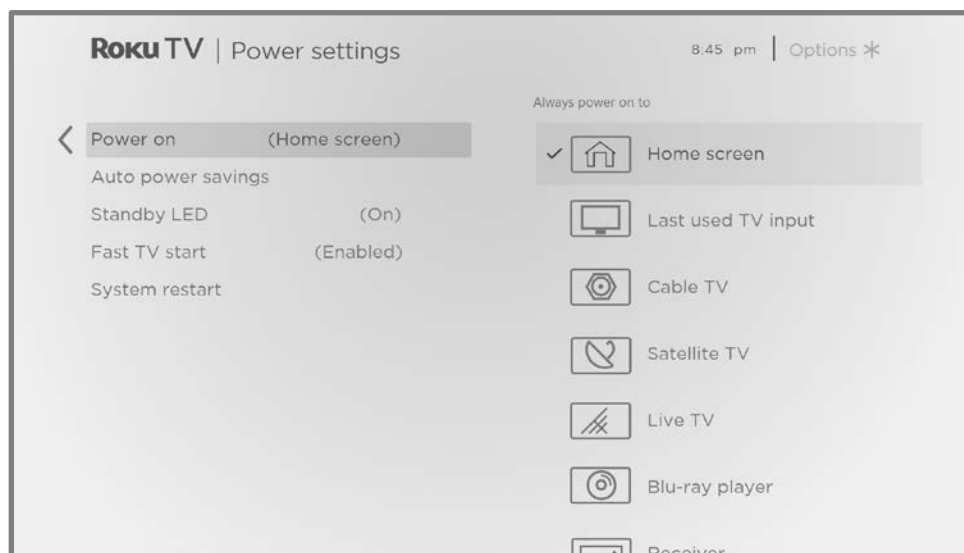 Roku TV | Power settings
8:45 pm | Options ✱
Always power on to
Power on (Home screen)
Auto power savings
Standby LED (On)
Fast TV start (Enabled)
System restart
Home screen
Last used TV input
Cable TV
Satellite TV
Live TV
Blu-ray player
Receiver